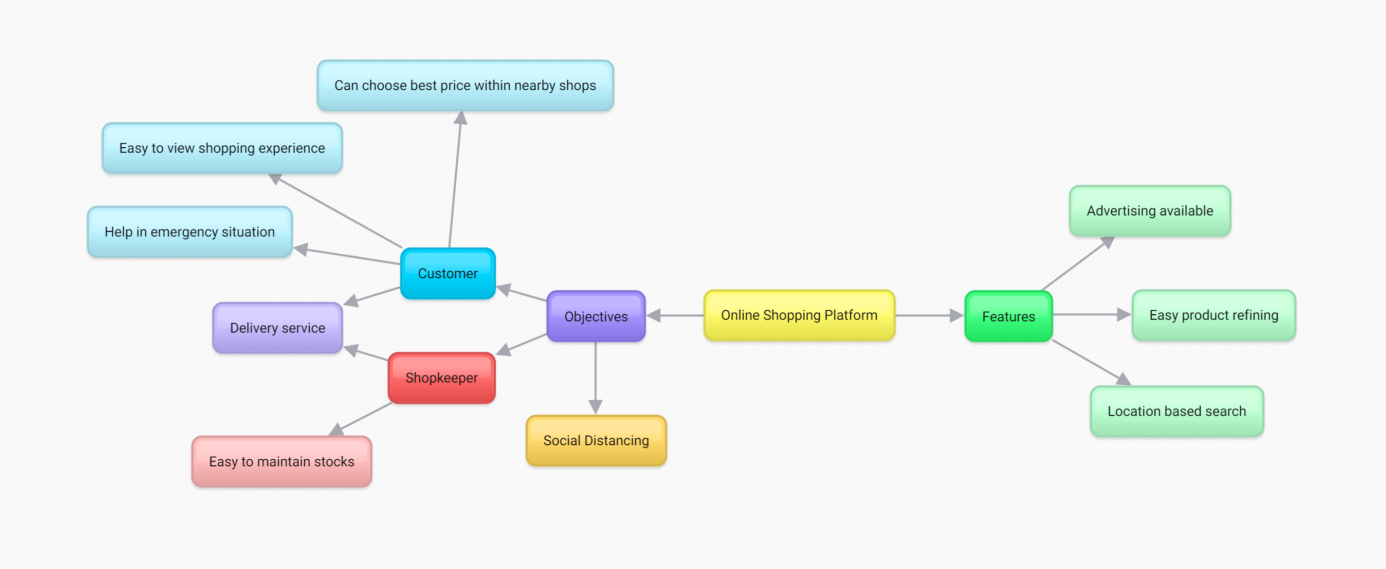 Can choose best price within nearby shops
Easy to view shopping experience
Help in emergency situation
Customer
Delivery service
Shopkeeper
Easy to maintain stocks
Objectives
Social Distancing
Online Shopping Platform
Features
Advertising available
Easy product refining
Location based search